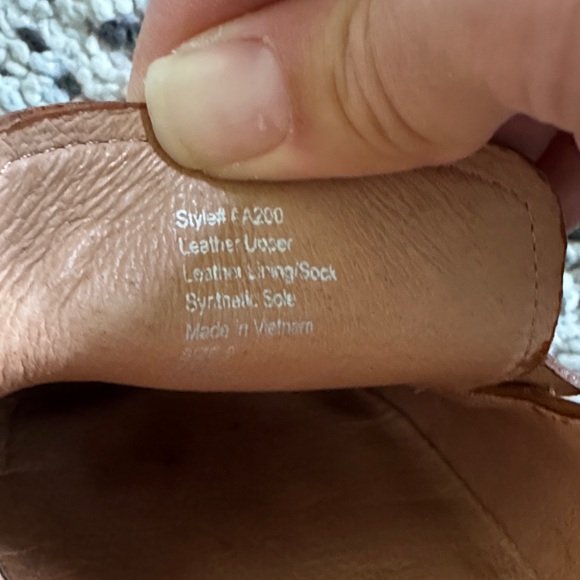 Style#
Leather Upper
Leather Lining/Sock
Synthetic Sole
Made in Vietnam